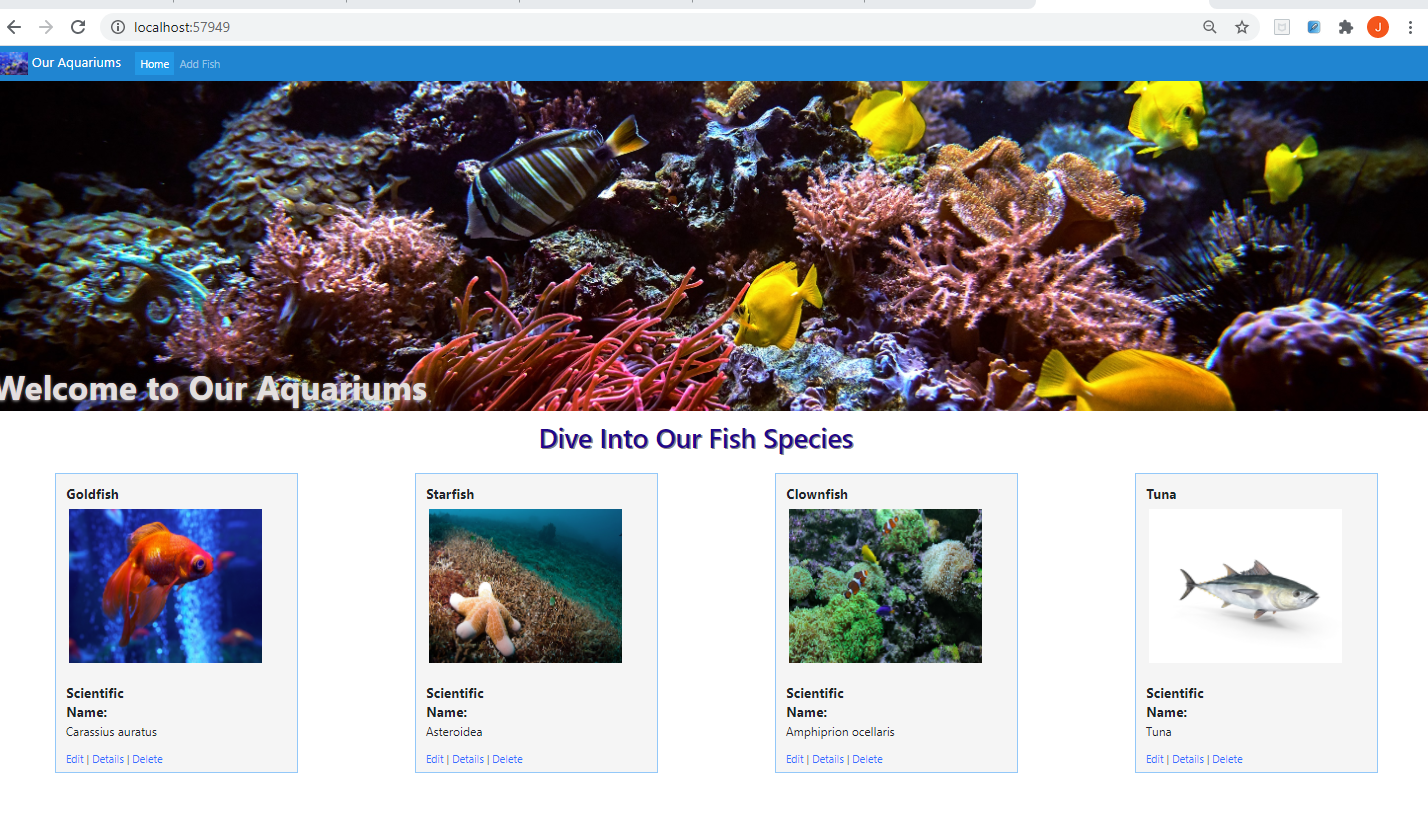 localhost:57949
J
Our Aquariums Home Add Fish
Welcome to Our Aquariums
Dive Into Our Fish Species
Goldfish
Scientific
Name:
Carassius auratus
Edit | Details | Delete
Starfish
Scientific
Name:
Asteroidea
Edit | Details | Delete
Clownfish
Scientific
Name:
Amphiprion ocellaris
Edit | Details | Delete
Tuna
Scientific
Name:
Tuna
Edit | Details | Delete